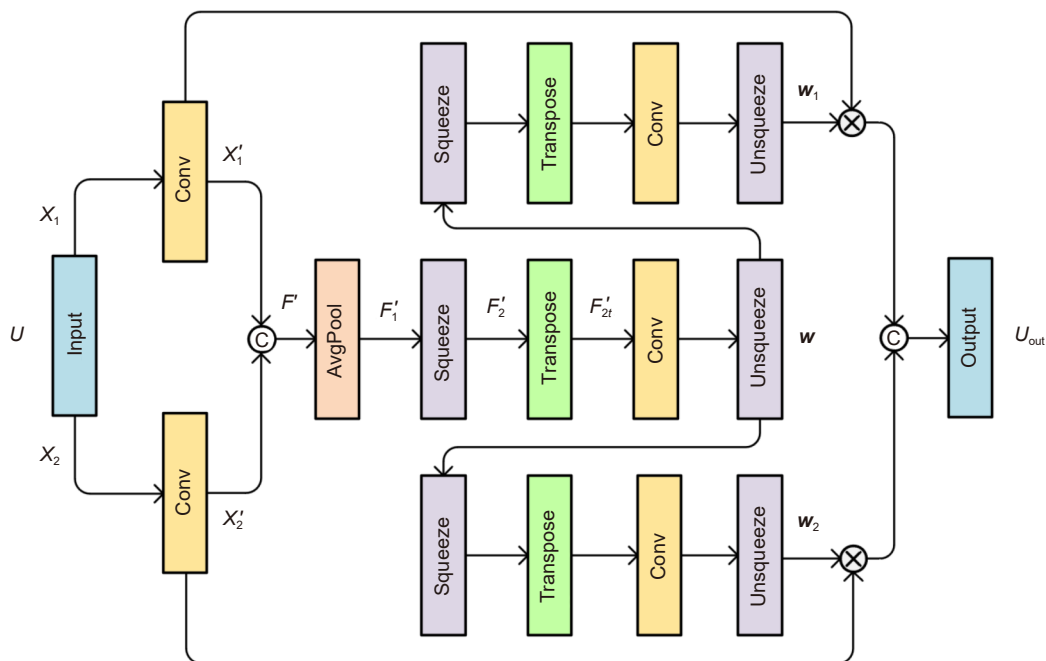 Squeeze
Transpose
Conv
Unsqueeze
w₁
Conv
X₁′
X₁
U
Input
F′
AvgPool
F₁′
Squeeze
F₂′
Transpose
F₂ₜ′
Conv
Unsqueeze
w
C
C
Output
U_out
X₂
Conv
X₂′
Squeeze
Transpose
Conv
Unsqueeze
w₂